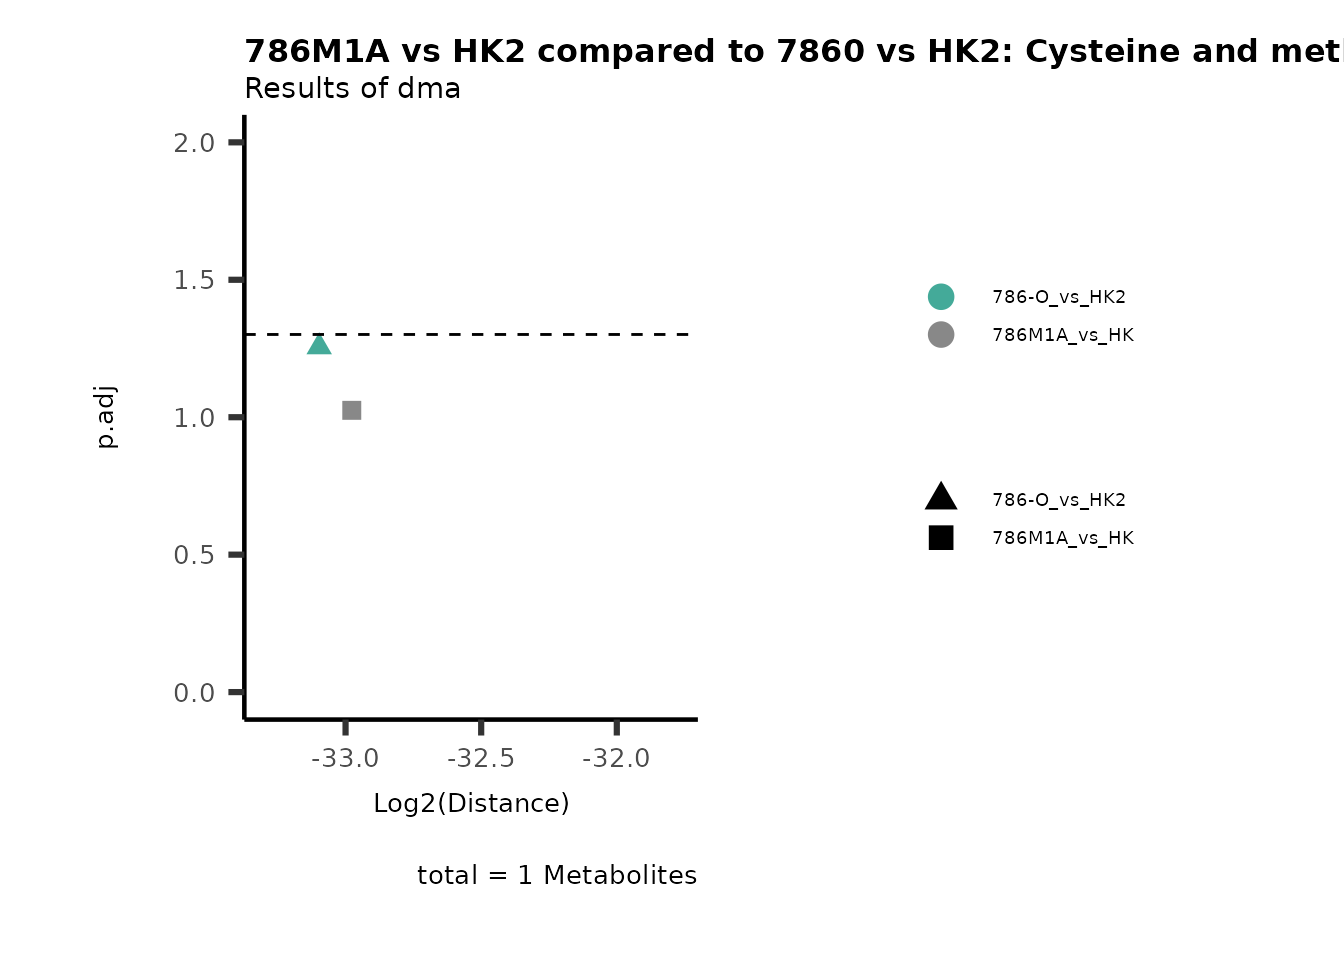 786M1A vs HK2 compared to 7860 vs HK2: Cysteine and
Results of dma
2.0
1.5
1.0
0.5
0.0
p.adj
-33.0
-32.5
-32.0
Log2(Distance)
total = 1 Metabolites
786-O_vs_HK2
786M1A_vs_HK
786-O_vs_HK2
786M1A_vs_HK